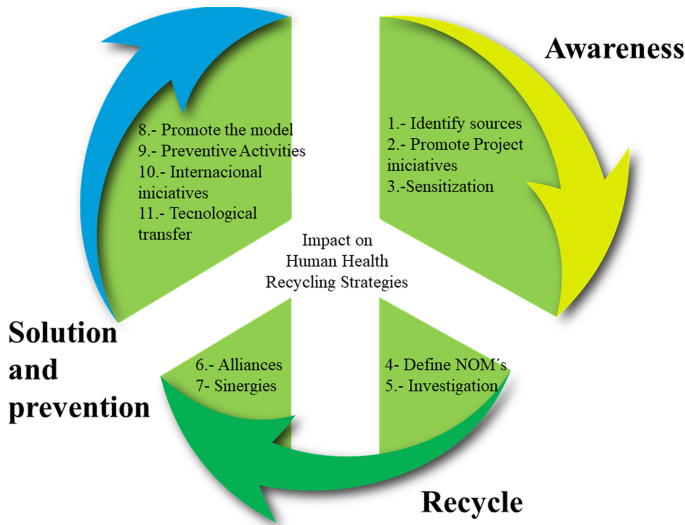 Awareness
1.- Identify sources
2.- Promote Project
iniciatives
3.-Sensitization
8.- Promote the model
9.- Preventive Activities
10.- Internacional
iniciatives
11.- Tecnological
transfer
Impact on
Human Health
Recycling Strategies
Solution
and
prevention
6.- Alliances
7- Sinergies
4- Define NOM´s
5.- Investigation
Recycle